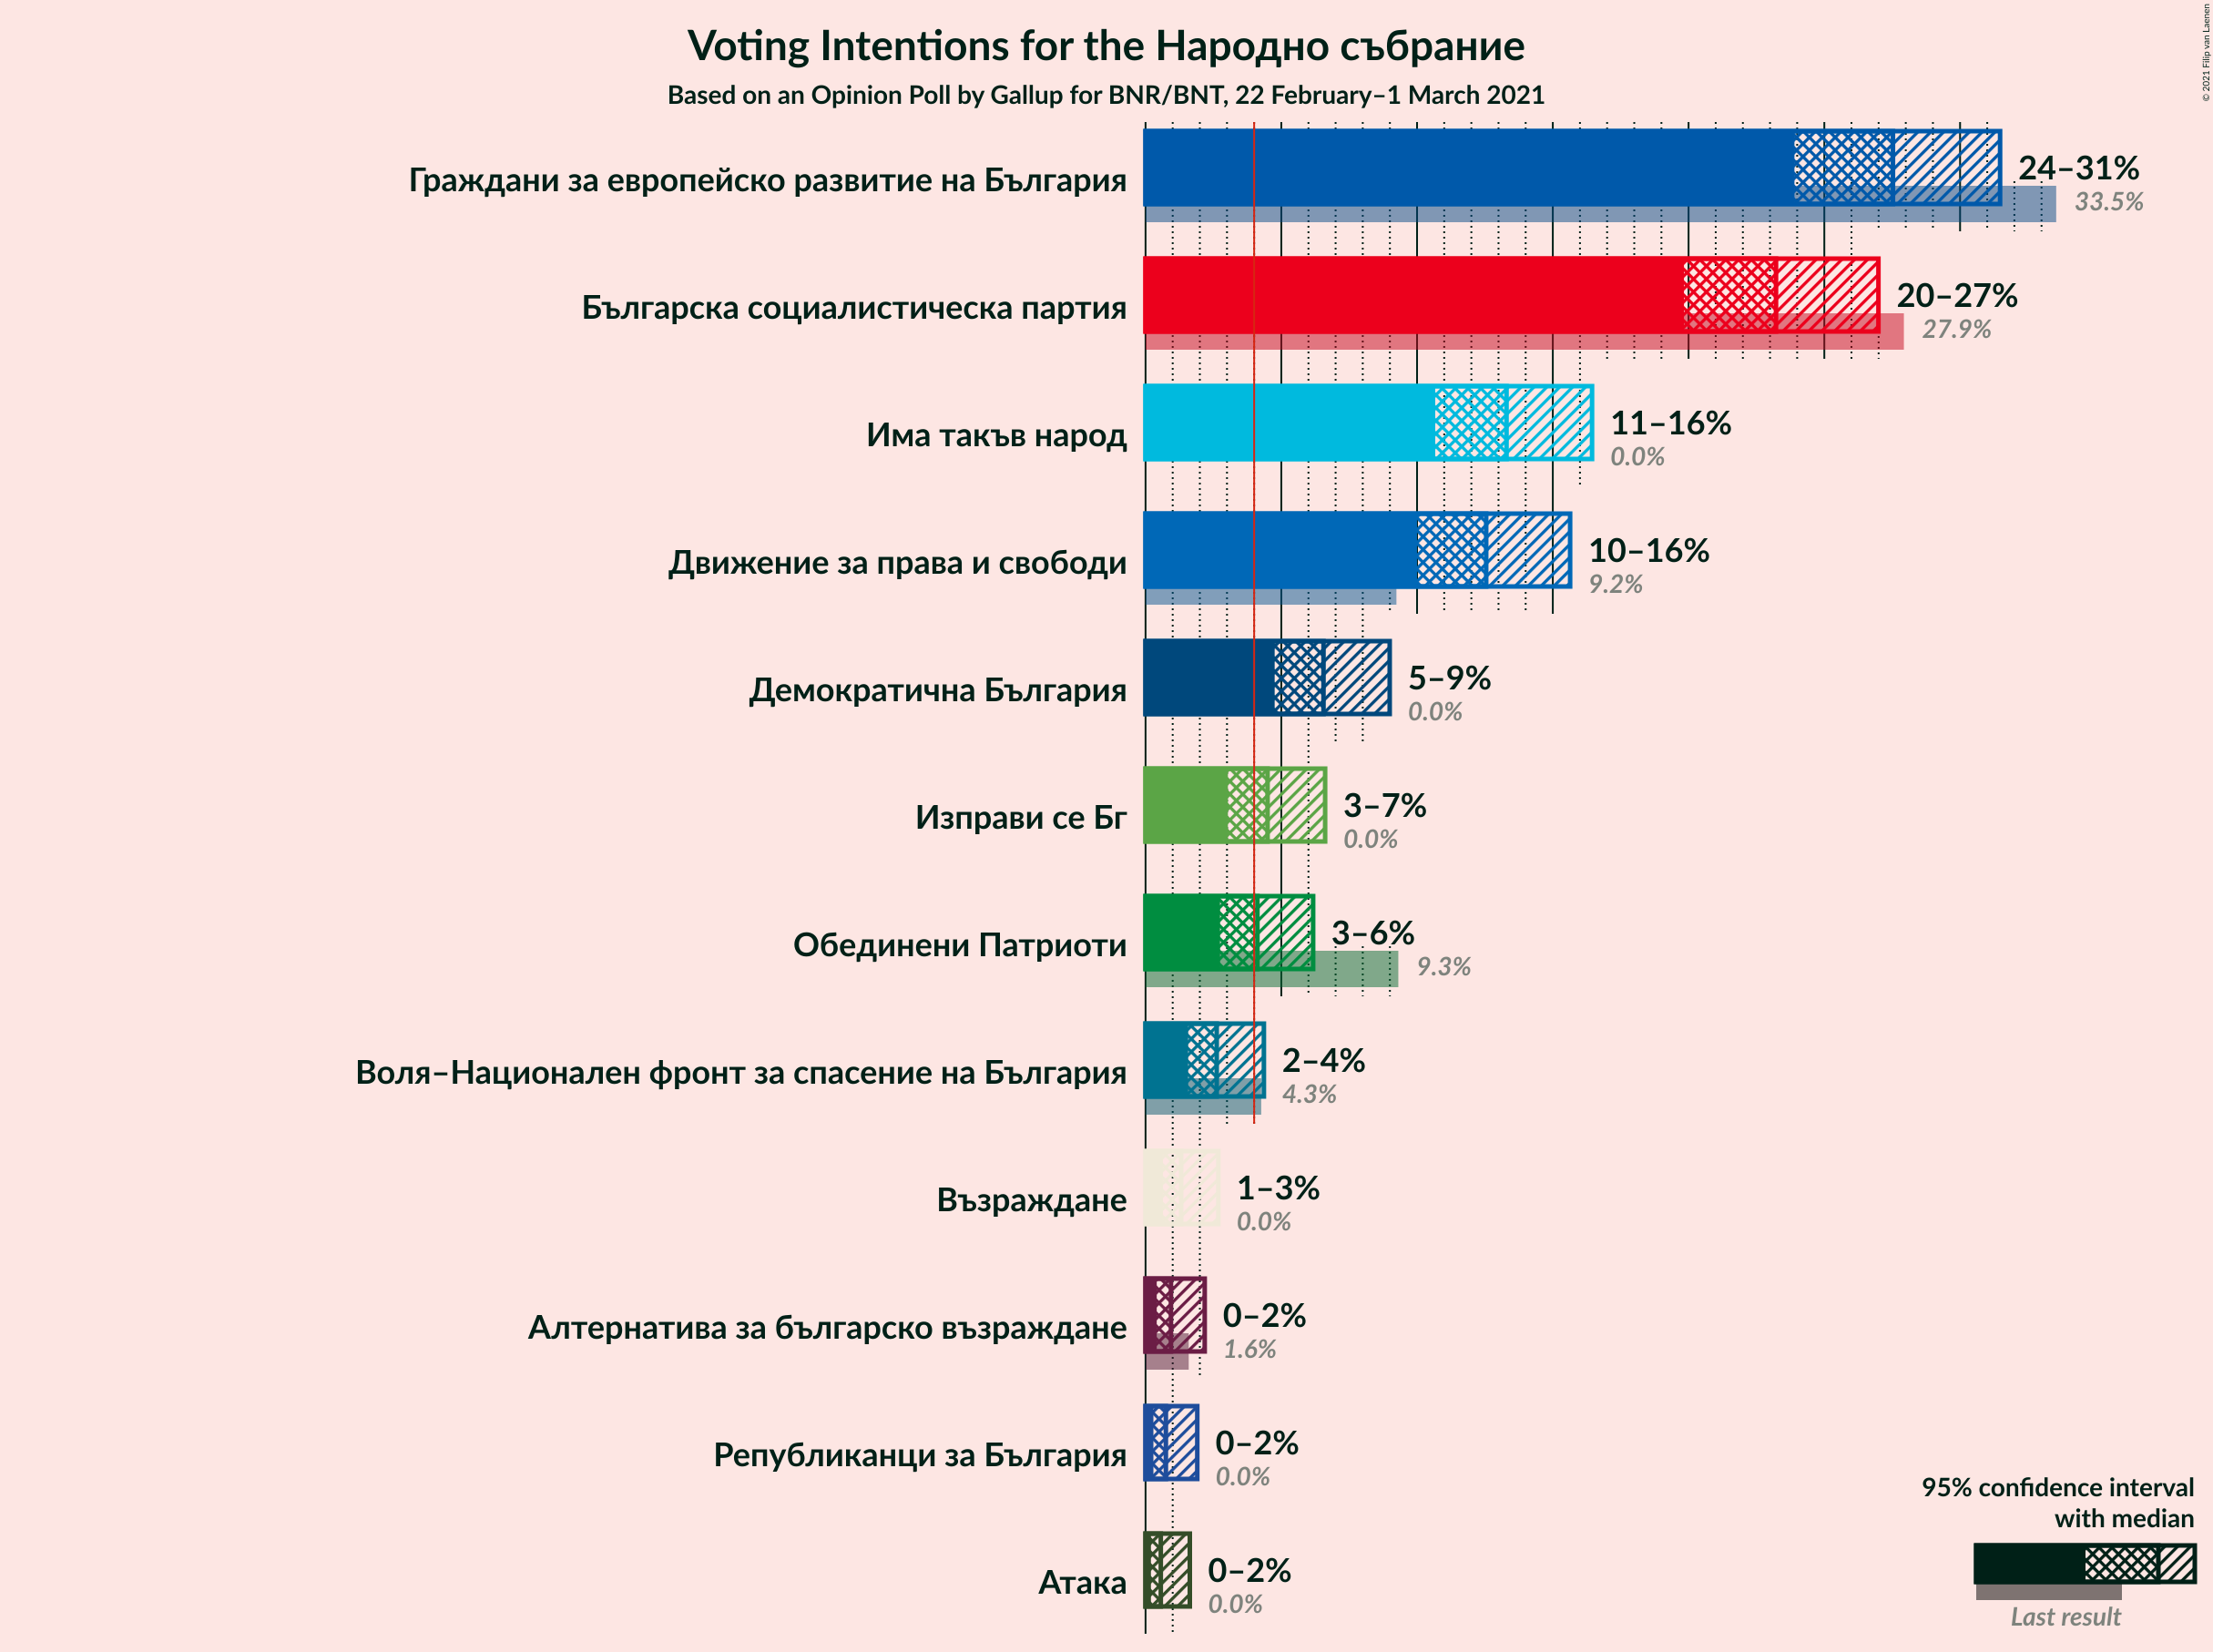 Voting Intentions for the Народно събрание
Based on an Opinion Poll by Gallup for BNR/BNT, 22 February–1 March 2021
© 2021 Filip van Laenen
Граждани за европейско развитие на България
24–31%
33.5%
Българска социалистическа партия
20–27%
27.9%
Има такъв народ
11–16%
0.0%
Движение за права и свободи
10–16%
9.2%
Демократична България
5–9%
0.0%
Изправи се Бг
3–7%
0.0%
Обединени Патриоти
3–6%
9.3%
Воля–Национален фронт за спасение на България
2–4%
4.3%
Възраждане
1–3%
0.0%
Алтернатива за българско възраждане
0–2%
1.6%
Републиканци за България
0–2%
0.0%
Атака
0–2%
0.0%
95% confidence interval
with median
Last result